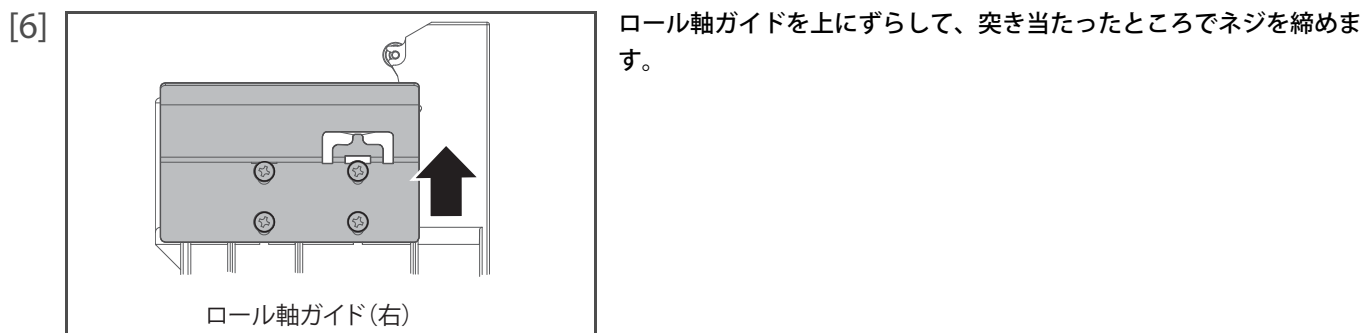 [6]
ロール軸ガイドを上にずらして、突き当たったところでネジを締めま
す。
ロール軸ガイド（右）